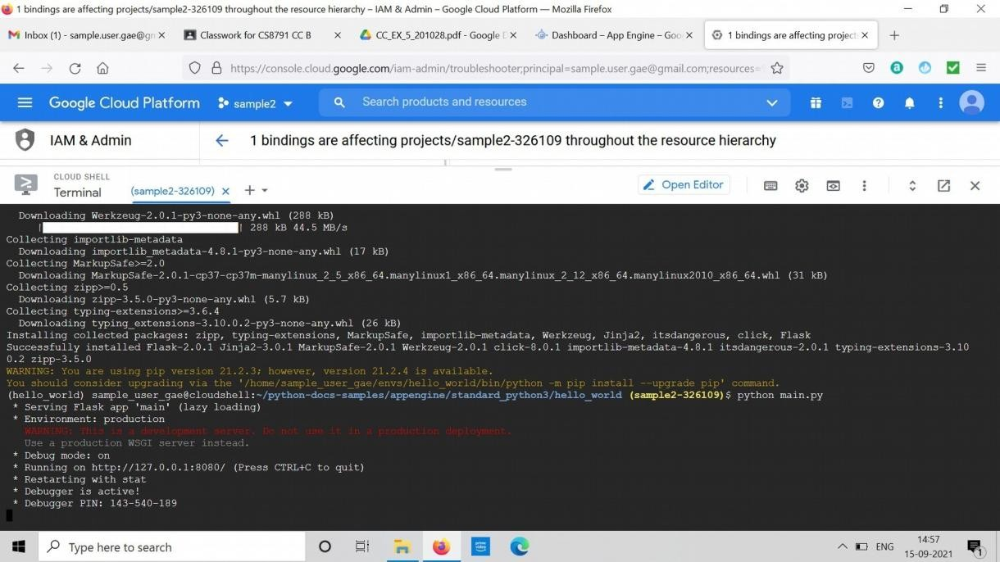 1 bindings are affecting projects/sample2-326109 throughout the resource hierarchy – IAM & Admin – Google Cloud Platform — Mozilla Firefox
Inbox (1) - sample.user.gae@gm
Classwork for CS8791 CC B
CC_EX_5_201028.pdf - Google D
Dashboard – App Engine – Goo
1 bindings are affecting project
https://console.cloud.google.com/iam-admin/troubleshooter;principal=sample.user.gae@gmail.com;resources=
Google Cloud Platform
sample2
Search products and resources
IAM & Admin
1 bindings are affecting projects/sample2-326109 throughout the resource hierarchy
CLOUD SHELL
Terminal
(sample2-326109)
Open Editor
Downloading Werkzeug-2.0.1-py3-none-any.whl (288 kB)
| | 288 kB 44.5 MB/s
Collecting importlib-metadata
Downloading importlib_metadata-4.8.1-py3-none-any.whl (17 kB)
Collecting MarkupSafe>=2.0
Downloading MarkupSafe-2.0.1-cp37-cp37m-manylinux_2_5_x86_64.manylinux1_x86_64.manylinux_2_12_x86_64.manylinux2010_x86_64.whl (31 kB)
Collecting zipp>=0.5
Downloading zipp-3.5.0-py3-none-any.whl (5.7 kB)
Collecting typing-extensions>=3.6.4
Downloading typing_extensions-3.10.0.2-py3-none-any.whl (26 kB)
Installing collected packages: zipp, typing-extensions, MarkupSafe, importlib-metadata, Werkzeug, Jinja2, itsdangerous, click, Flask
Successfully installed Flask-2.0.1 Jinja2-3.0.1 MarkupSafe-2.0.1 Werkzeug-2.0.1 click-8.0.1 importlib-metadata-4.8.1 itsdangerous-2.0.1 typing-extensions-3.10
0.2 zipp-3.5.0
WARNING: You are using pip version 21.2.3; however, version 21.2.4 is available.
You should consider upgrading via the '/home/sample_user_gae/envs/hello_world/bin/python -m pip install --upgrade pip' command.
(hello_world) sample_user_gae@cloudshell:~/python-docs-samples/appengine/standard_python3/hello_world (sample2-326109)$ python main.py
* Serving Flask app 'main' (lazy loading)
* Environment: production
WARNING: This is a development server. Do not use it in a production deployment.
Use a production WSGI server instead.
* Debug mode: on
* Running on http://127.0.0.1:8080/ (Press CTRL+C to quit)
* Restarting with stat
* Debugger is active!
* Debugger PIN: 143-540-189
Type here to search
prime video
ENG
14:57
15-09-2021
1